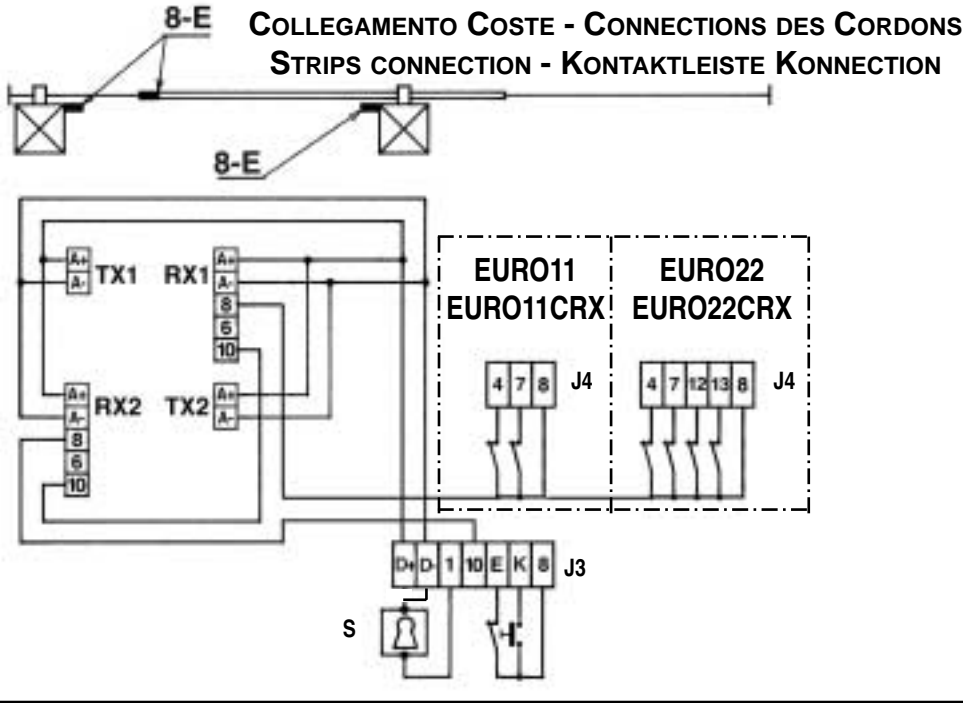 8-E
COLLEGAMENTO COSTE - CONNECTIONS DES CORDONS
STRIPS CONNECTION - KONTAKTLEISTE KONNECTION
8-E
A+
A-
TX1
RX1
A+
A-
8
6
10
A+
A-
8
6
10
RX2
TX2
A+
A-
EURO11
EURO11CRX
4 7 8 J4
EURO22
EURO22CRX
4 7 12 13 8 J4
D+ D- 1 10 E K 8 J3
S